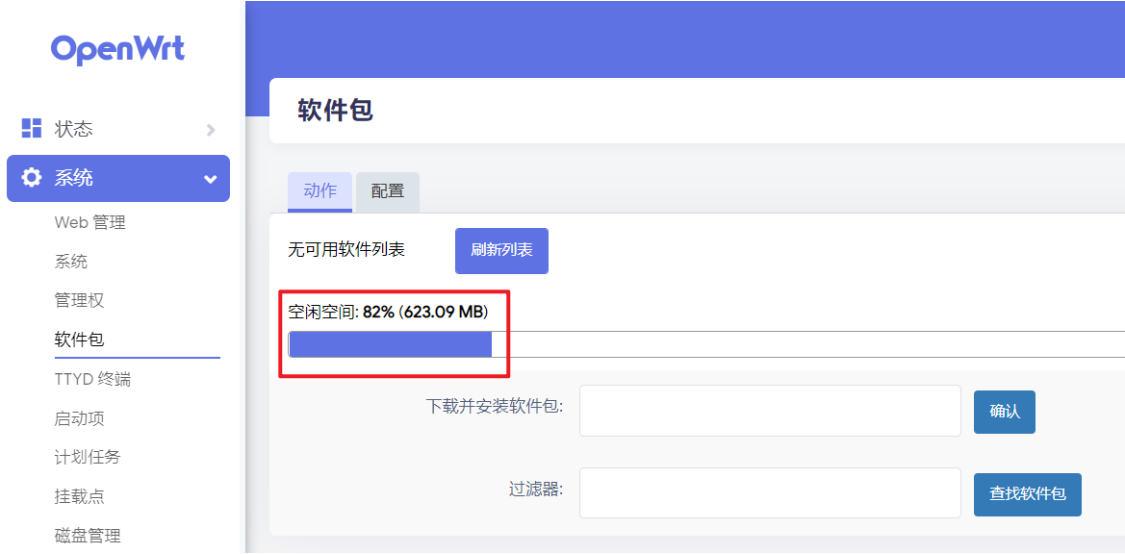 OpenWrt
状态
系统
Web 管理
系统
管理权
软件包
TTYD 终端
启动项
计划任务
挂载点
磁盘管理
软件包
动作 配置
无可用软件列表 刷新列表
空闲空间: 82% (623.09 MB)
下载并安装软件包: 确认
过滤器: 查找软件包